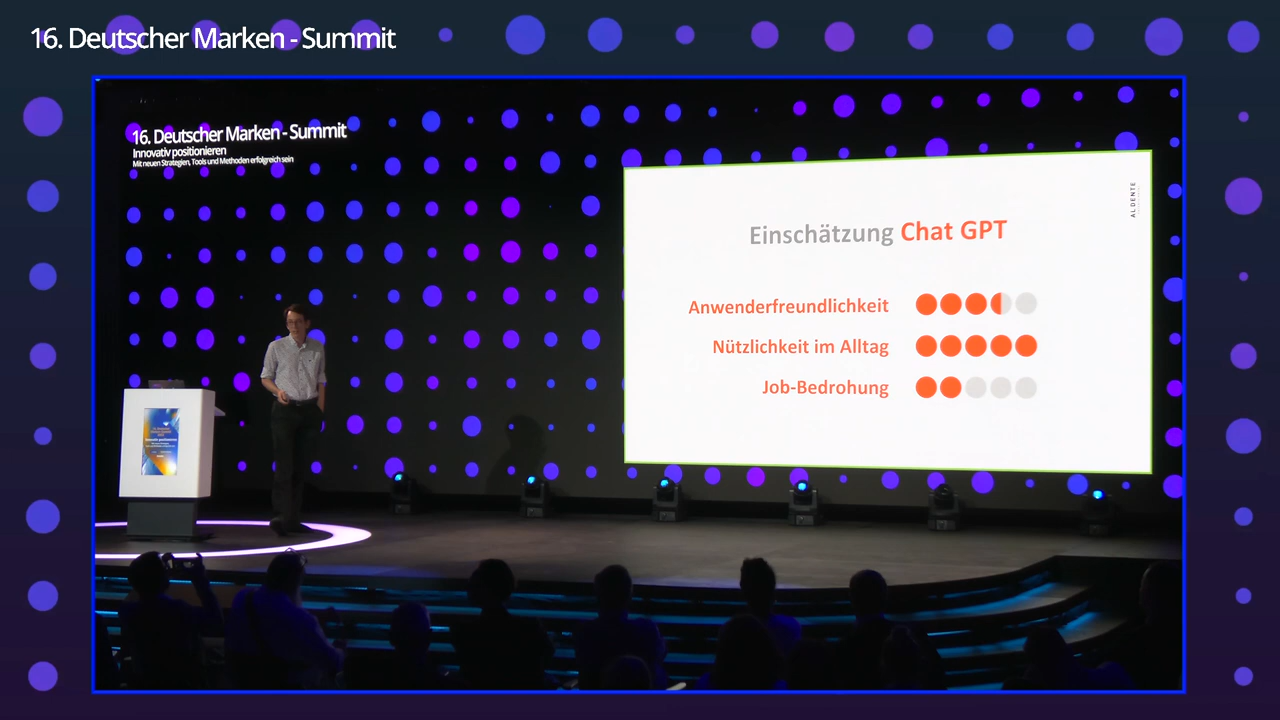 16. Deutscher Marken - Summit
16. Deutscher Marken - Summit
Innovativ positionieren
Mit neuen Strategien, Tools und Methoden erfolgreich sein
ALDENTE
Einschätzung Chat GPT
Anwenderfreundlichkeit
Nützlichkeit im Alltag
Job-Bedrohung